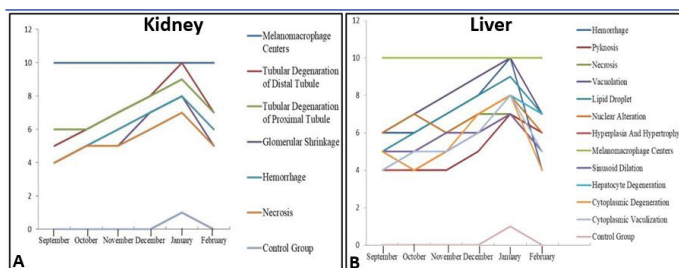 Kidney
12
10
8
6
4
2
0
September October November December January February
Melanomacrophage
Centers
Tubular Degenaration
of Distal Tubule
Tubular Degenaration
of Proximal Tubule
Glomerular Shrinkage
Hemorrhage
Necrosis
Control Group
A
Liver
12
10
8
6
4
2
0
September October November December January February
Hemorrhage
Pyknosis
Necrosis
Vacuolation
Lipid Droplet
Nuclear Alteration
Hyperplasia And Hypertrophy
Melanomacrophage Centers
Sinusoid Dilation
Hepatocyte Degeneration
Cytoplasmic Degeneration
Cytoplasmic Vaculization
Control Group
B